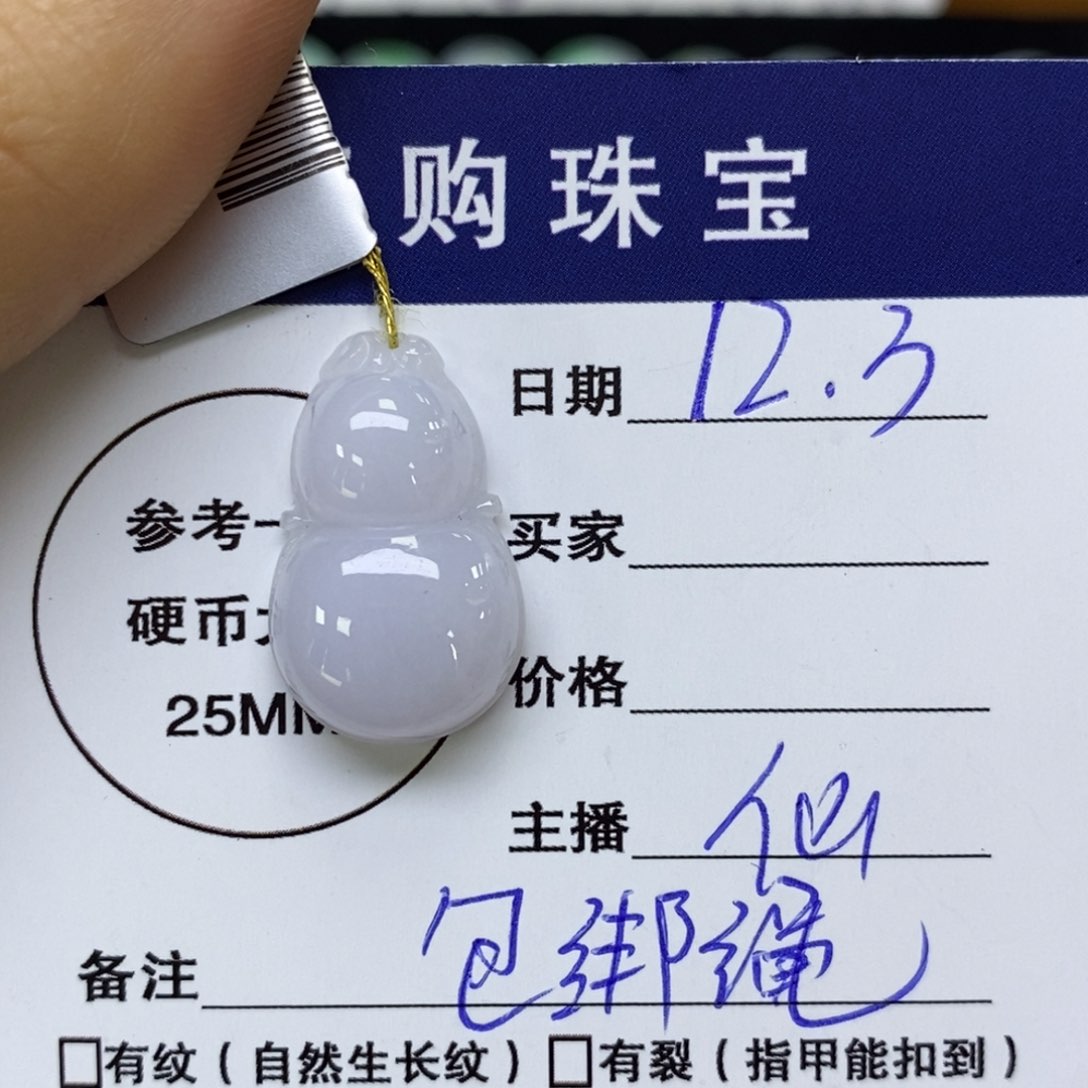 购珠宝
日期 12.3
参考一
买家
硬币
25MM
价格
主播 仙
备注 包绑绳
□有纹（自然生长纹）□有裂（指甲能扣到）